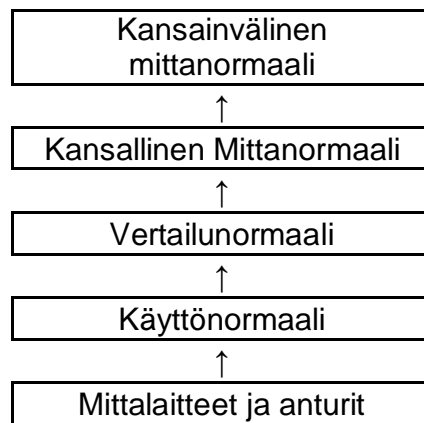 Kansainvälinen
mittanormaali
↑
Kansallinen Mittanormaali
↑
Vertailunormaali
↑
Käyttönormaali
↑
Mittalaitteet ja anturit